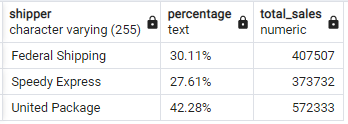 shipper percentage total_sales
character varying (255) text numeric
Federal Shipping 30.11% 407507
Speedy Express 27.61% 373732
United Package 42.28% 572333